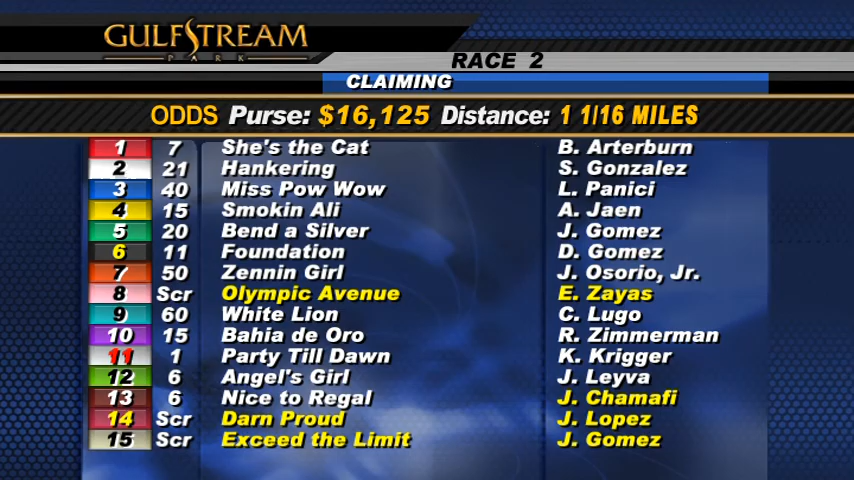 GULFSTREAM
PARK
RACE 2
CLAIMING
ODDS Purse: $16,125 Distance: 1 1/16 MILES
1 7 She's the Cat B. Arterburn
2 21 Hankering S. Gonzalez
3 40 Miss Pow Wow L. Panici
4 15 Smokin Ali A. Jaen
5 20 Bend a Silver J. Gomez
6 11 Foundation D. Gomez
7 50 Zennin Girl J. Osorio, Jr.
8 Scr Olympic Avenue E. Zayas
9 60 White Lion C. Lugo
10 15 Bahia de Oro R. Zimmerman
11 1 Party Till Dawn K. Krigger
12 6 Angel's Girl J. Leyva
13 6 Nice to Regal J. Chamafi
14 Scr Darn Proud J. Lopez
15 Scr Exceed the Limit J. Gomez